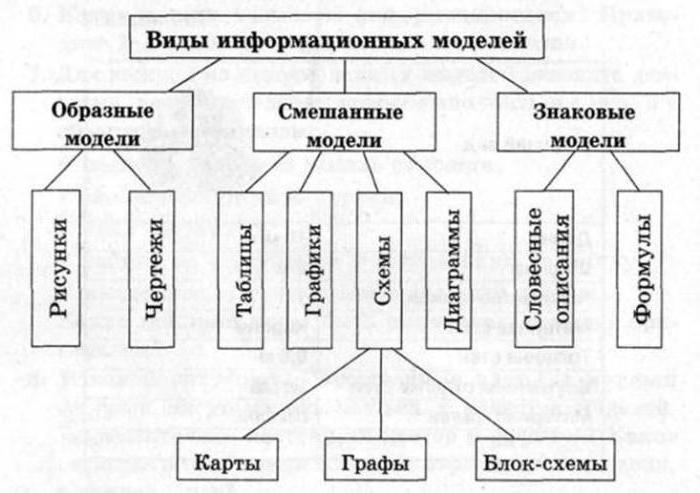 Виды информационных моделей
Образные
модели
Смешанные
модели
Знаковые
модели
Рисунки
Чертежи
Таблицы
Графики
Схемы
Диаграммы
Словесные
описания
Формулы
Карты
Графы
Блок-схемы